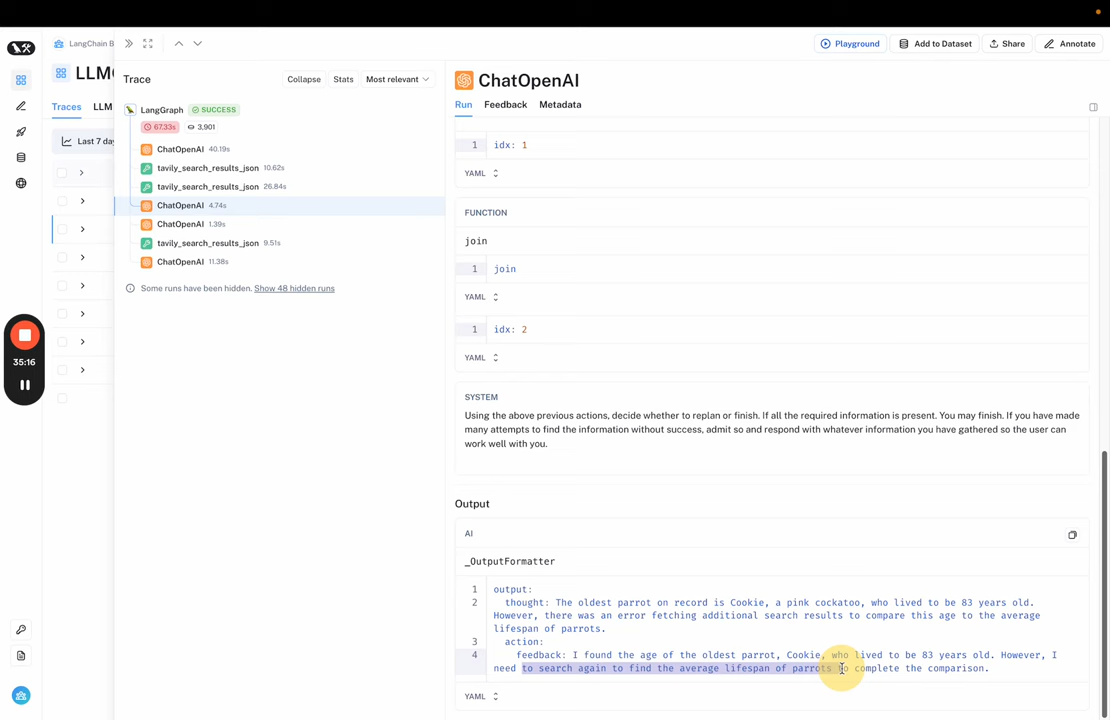 LangChain B
LLM
Traces
LLM
Last 7 day
35:16
Trace
Collapse
Stats
Most relevant
LangGraph
SUCCESS
67.33s
3,901
ChatOpenAI 40.19s
tavily_search_results_json 10.62s
tavily_search_results_json 26.84s
ChatOpenAI 4.74s
ChatOpenAI 1.39s
tavily_search_results_json 9.51s
ChatOpenAI 11.38s
Some runs have been hidden. Show 48 hidden runs
Playground
Add to Dataset
Share
Annotate
ChatOpenAI
Run
Feedback
Metadata
1 idx: 1
YAML
FUNCTION
join
1 join
YAML
1 idx: 2
YAML
SYSTEM
Using the above previous actions, decide whether to replan or finish. If all the required information is present. You may finish. If you have made
many attempts to find the information without success, admit so and respond with whatever information you have gathered so the user can
work well with you.
Output
AI
_OutputFormatter
1 output:
2 thought: The oldest parrot on record is Cookie, a pink cockatoo, who lived to be 83 years old.
However, there was an error fetching additional search results to compare this age to the average
lifespan of parrots.
3 action:
4 feedback: I found the age of the oldest parrot, Cookie, who lived to be 83 years old. However, I
need to search again to find the average lifespan of parrots to complete the comparison.
YAML